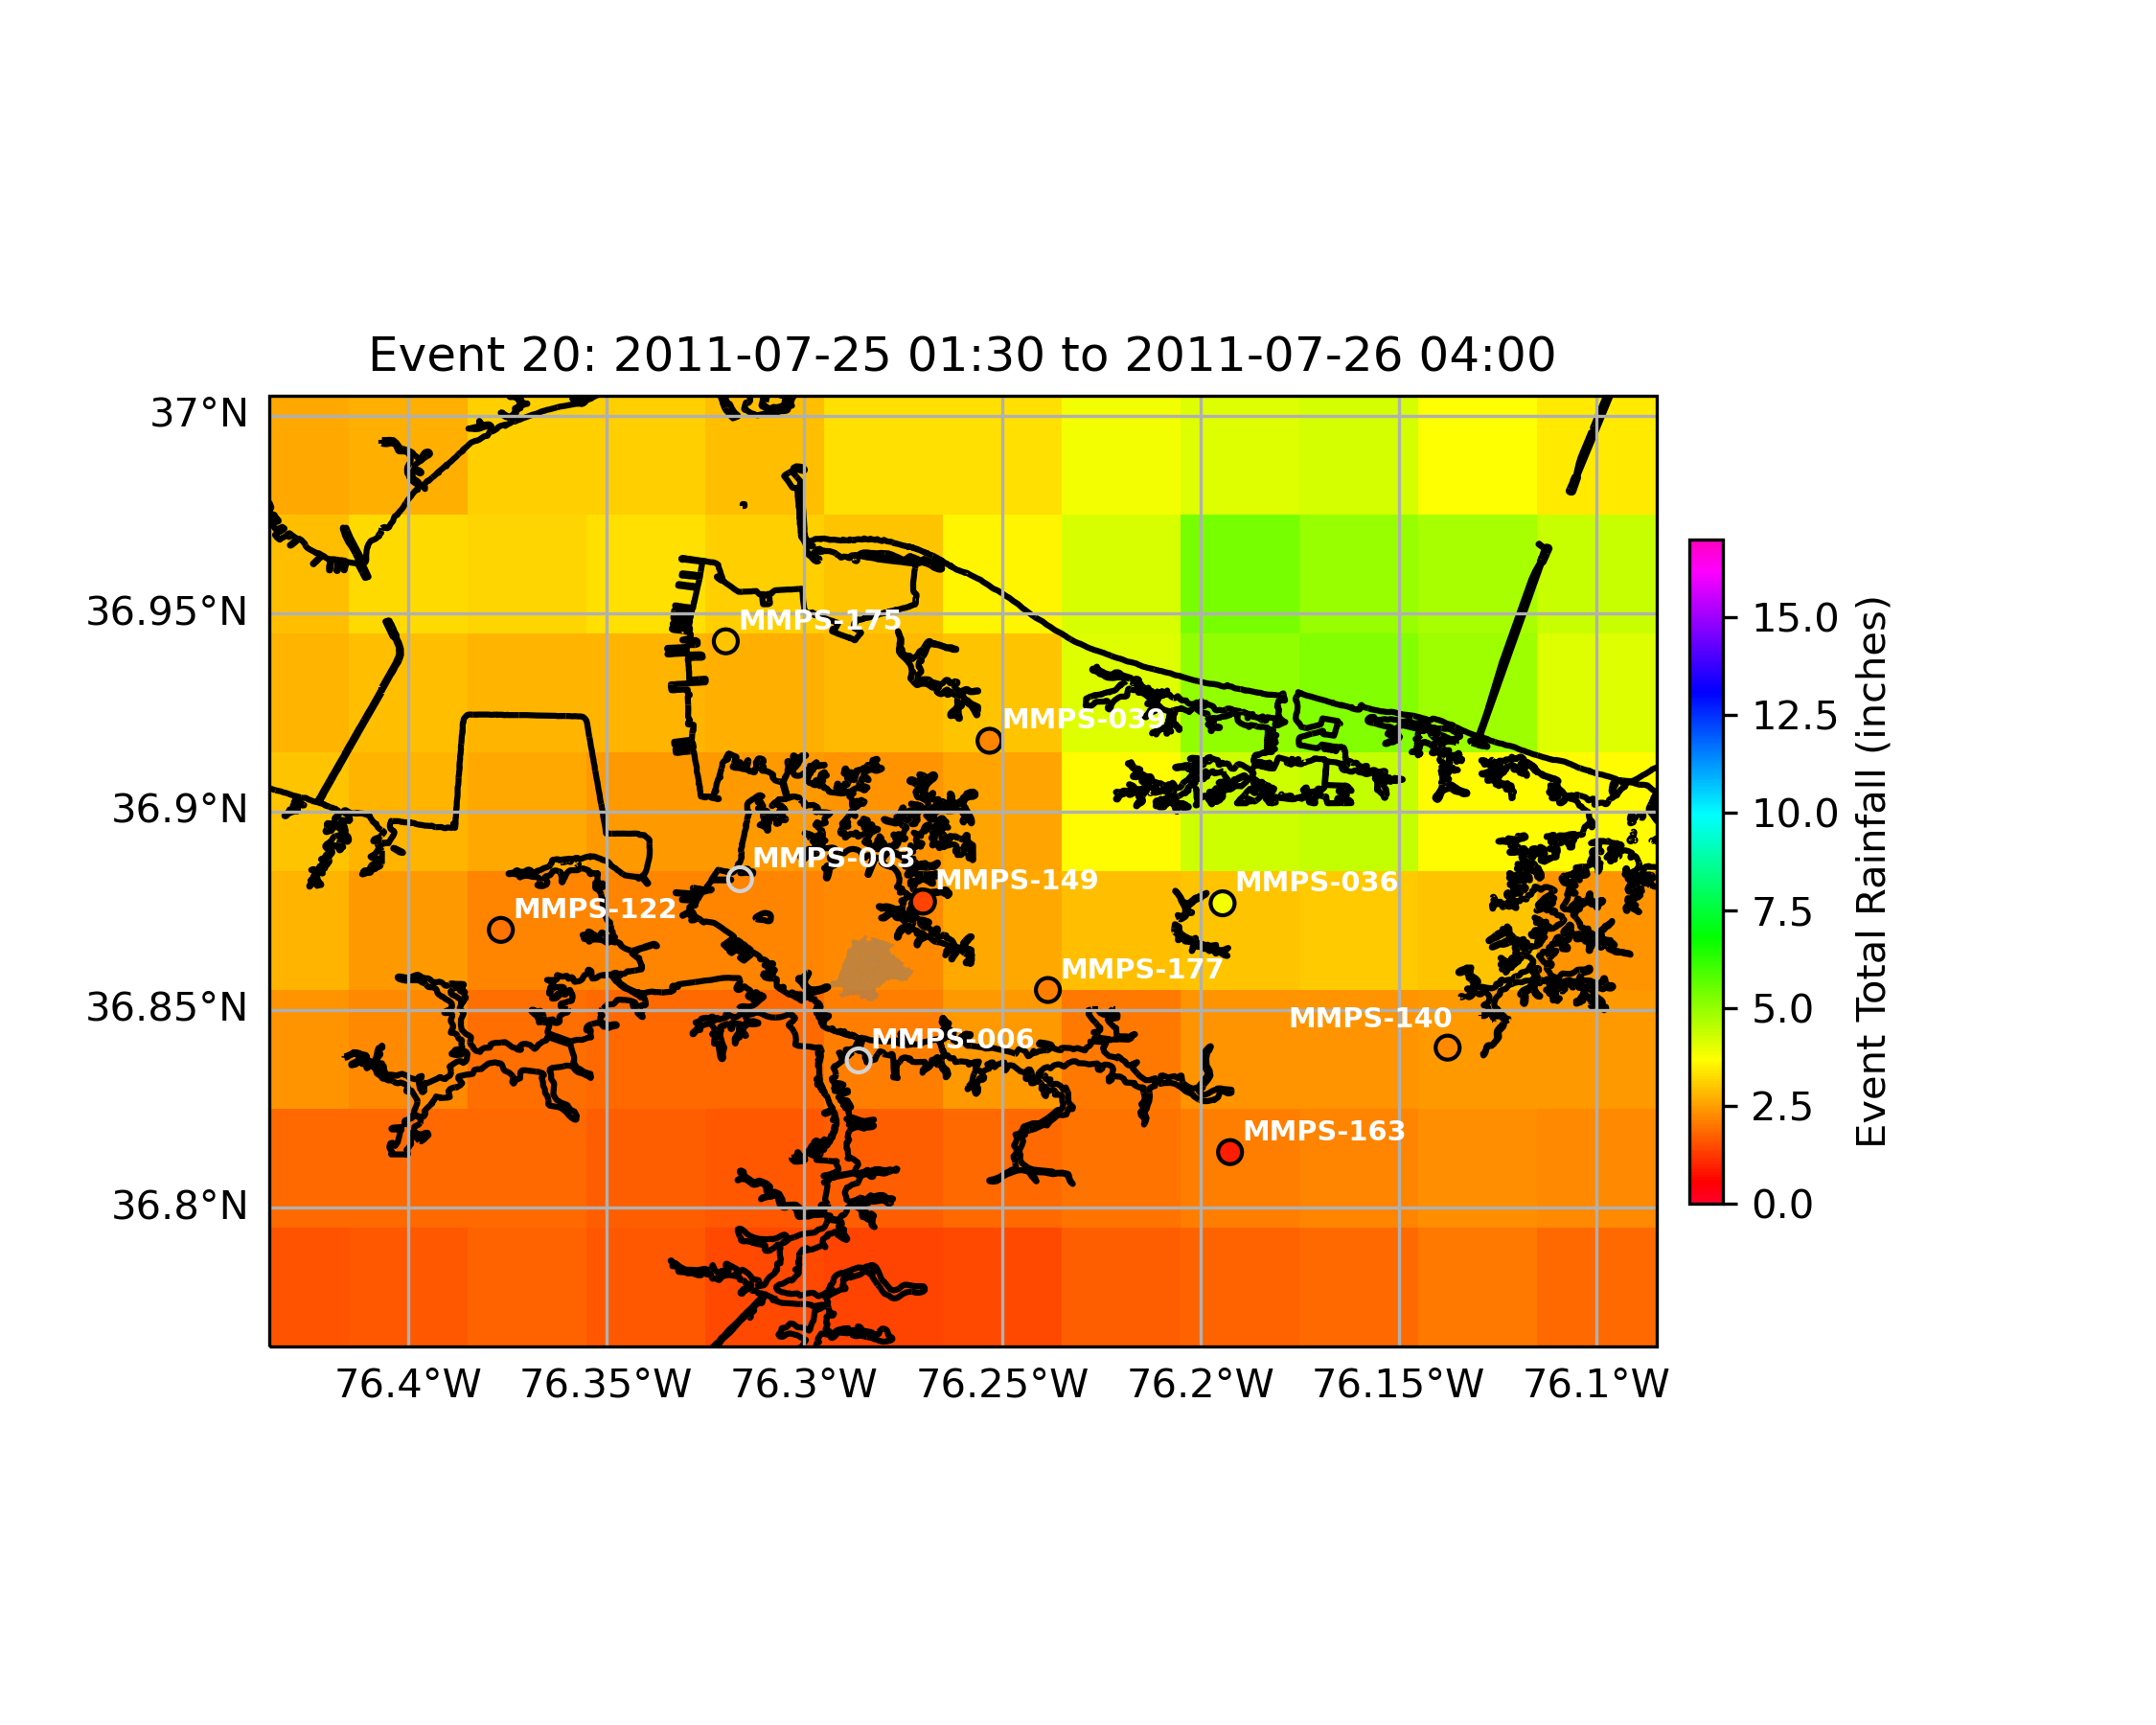 Event 20: 2011-07-25 01:30 to 2011-07-26 04:00
37°N
36.95°N
36.9°N
36.85°N
36.8°N
MMPS-175
MMPS-039
MMPS-003
MMPS-149
MMPS-036
MMPS-122
MMPS-177
MMPS-140
MMPS-006
MMPS-163
76.4°W 76.35°W 76.3°W 76.25°W 76.2°W 76.15°W 76.1°W
15.0
12.5
10.0
7.5
5.0
2.5
0.0
Event Total Rainfall (inches)